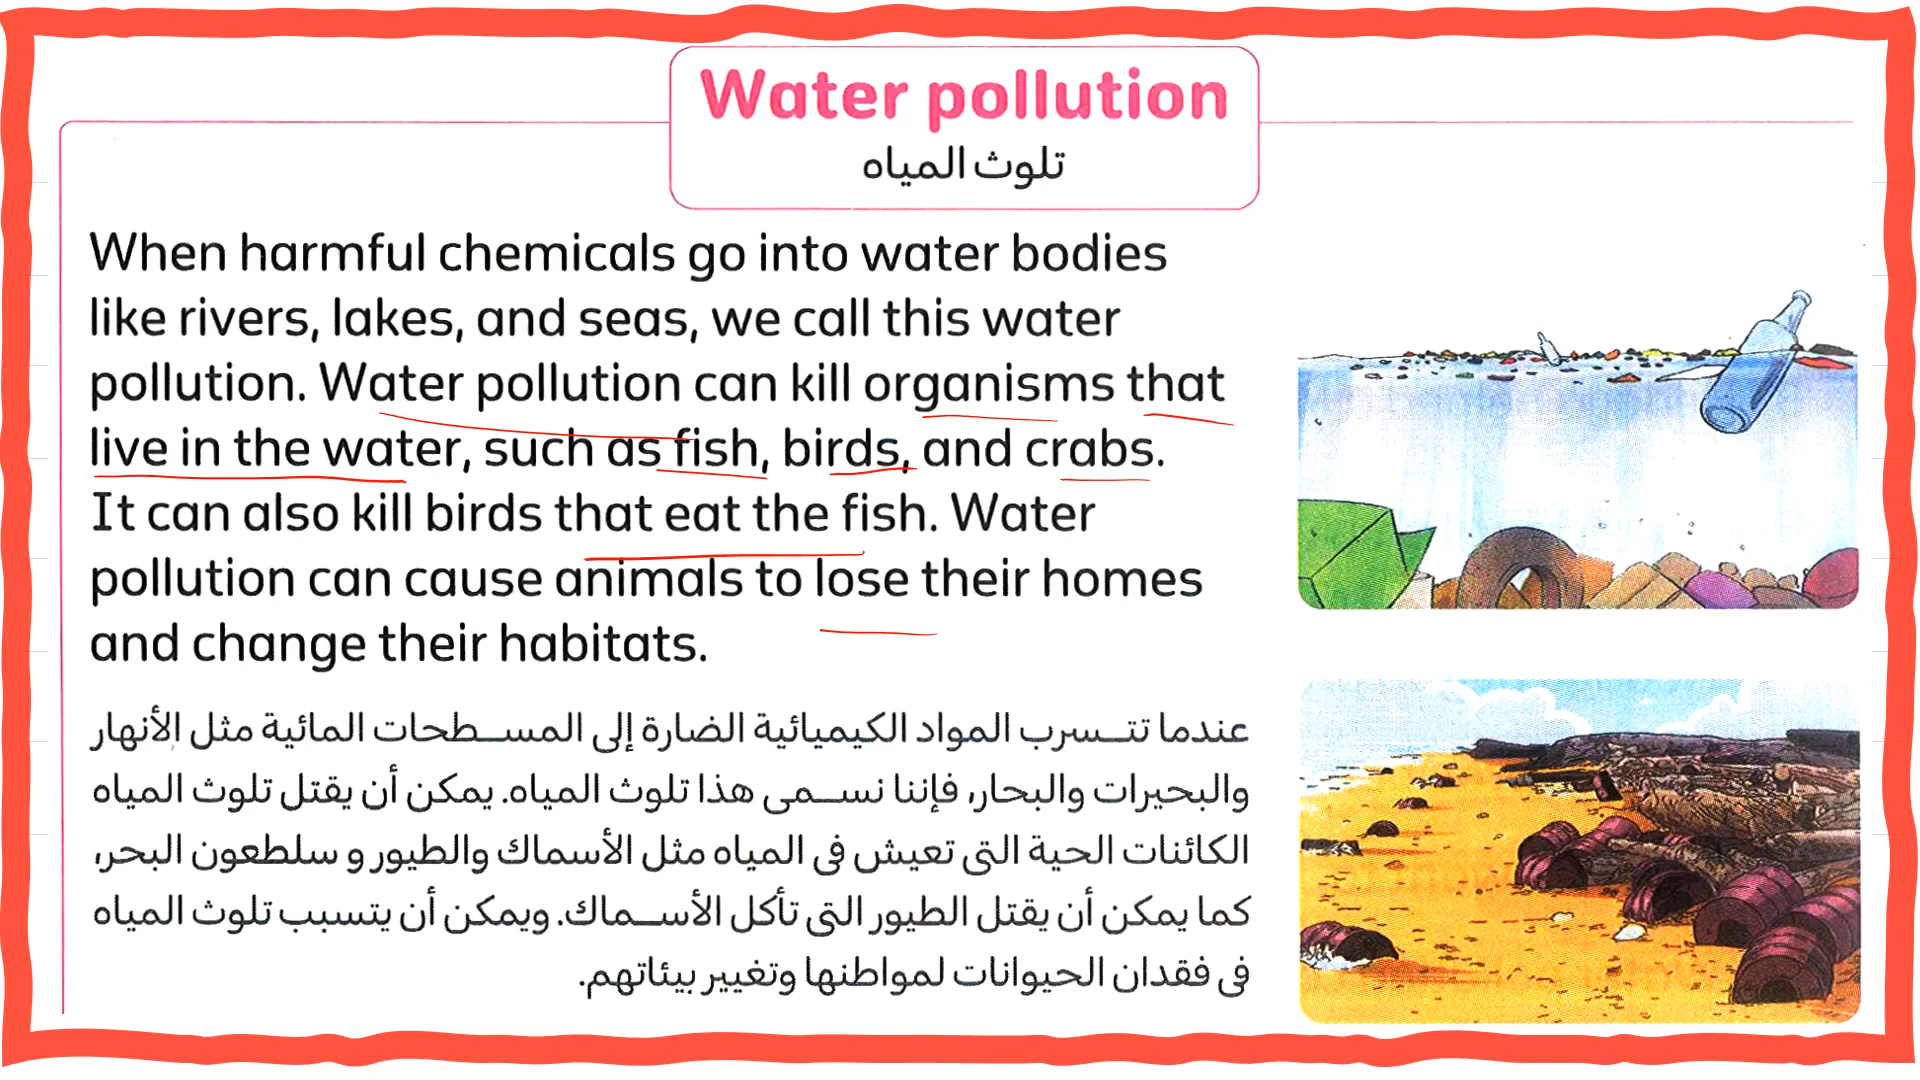 Water pollution
تلوث المياه
When harmful chemicals go into water bodies
like rivers, lakes, and seas, we call this water
pollution. Water pollution can kill organisms that
live in the water, such as fish, birds, and crabs.
It can also kill birds that eat the fish. Water
pollution can cause animals to lose their homes
and change their habitats.
عندما تتسرب المواد الكيميائية الضارة إلى المسطحات المائية مثل الأنهار
والبحيرات والبحار، فإننا نسمى هذا تلوث المياه. يمكن أن يقتل تلوث المياه
الكائنات الحية التى تعيش فى المياه مثل الأسماك والطيور و سلطعون البحر،
كما يمكن أن يقتل الطيور التى تأكل الأسماك. ويمكن أن يتسبب تلوث المياه
فى فقدان الحيوانات لمواطنها وتغيير بيئاتهم.